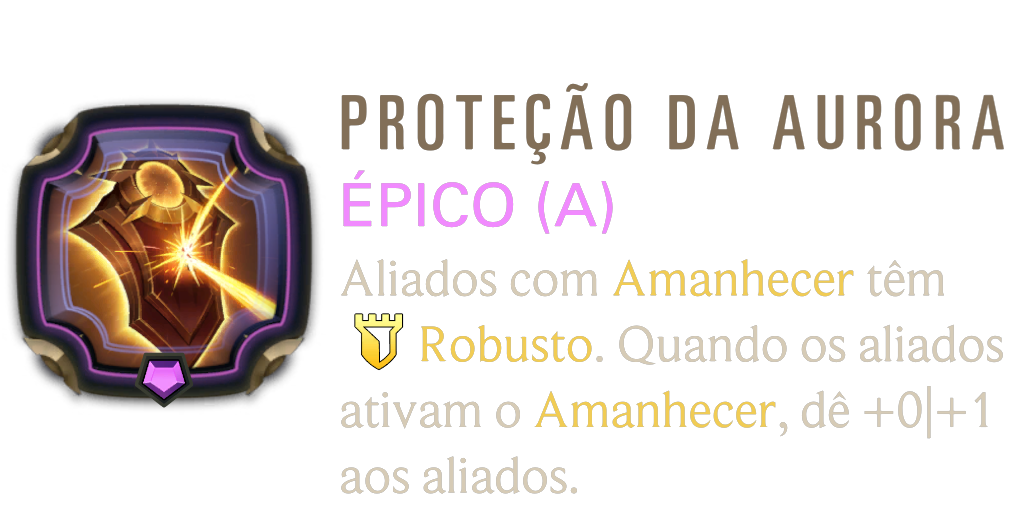 PROTEÇÃO DA AURORA
ÉPICO (A)
Aliados com Amanhecer têm
Robusto. Quando os aliados
ativam o Amanhecer, dê +0|+1
aos aliados.